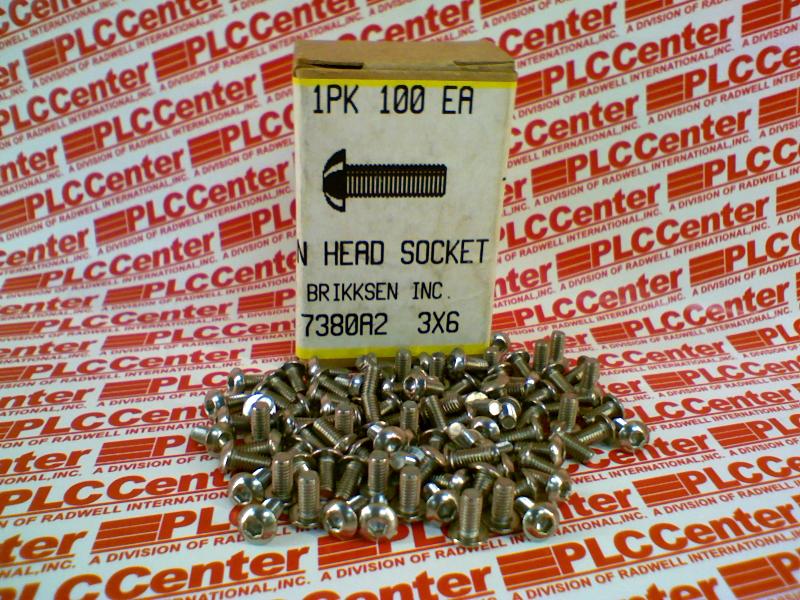 1PK 100 EA
N HEAD SOCKET
BRIKKSEN INC.
7380A2 3X6
PLCCenter
A DIVISION OF RADWELL INTERNATIONAL, INC.